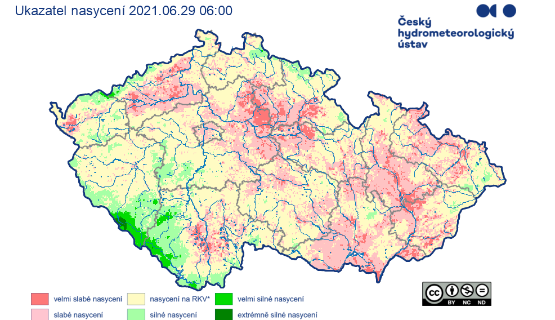 Ukazatel nasycení 2021.06.29 06:00
Český
hydrometeorologický
ústav
velmi slabé nasycení
nasycení na RKV*
velmi silné nasycení
slabé nasycení
silné nasycení
extrémně silné nasycení
cc
BY NC ND